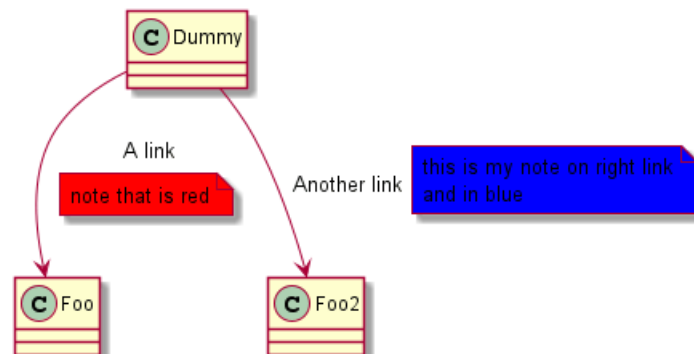 C Dummy
A link
note that is red
Another link
this is my note on right link
and in blue
C Foo
C Foo2